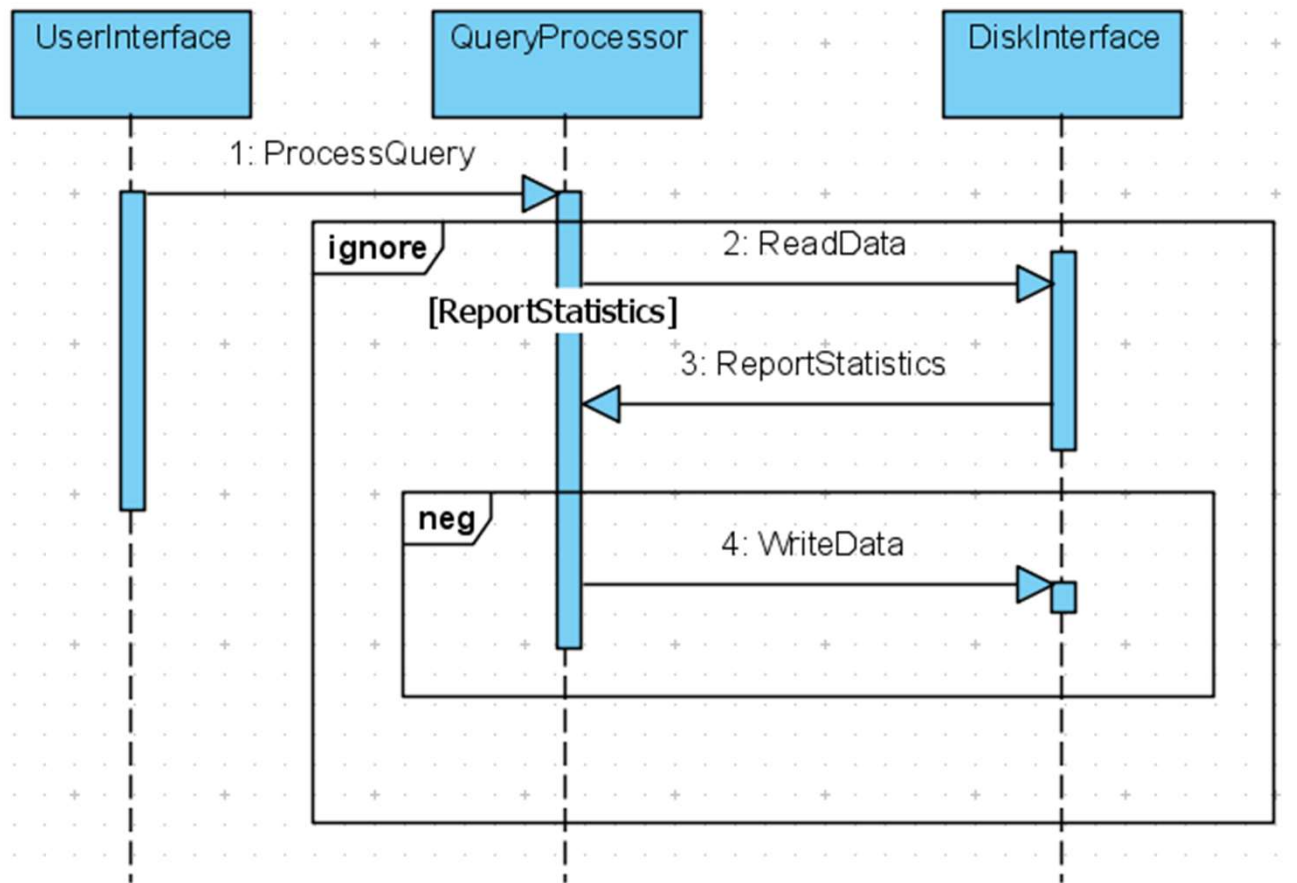 UserInterface
QueryProcessor
DiskInterface
1: ProcessQuery
ignore
2: ReadData
[ReportStatistics]
3: ReportStatistics
neg
4: WriteData